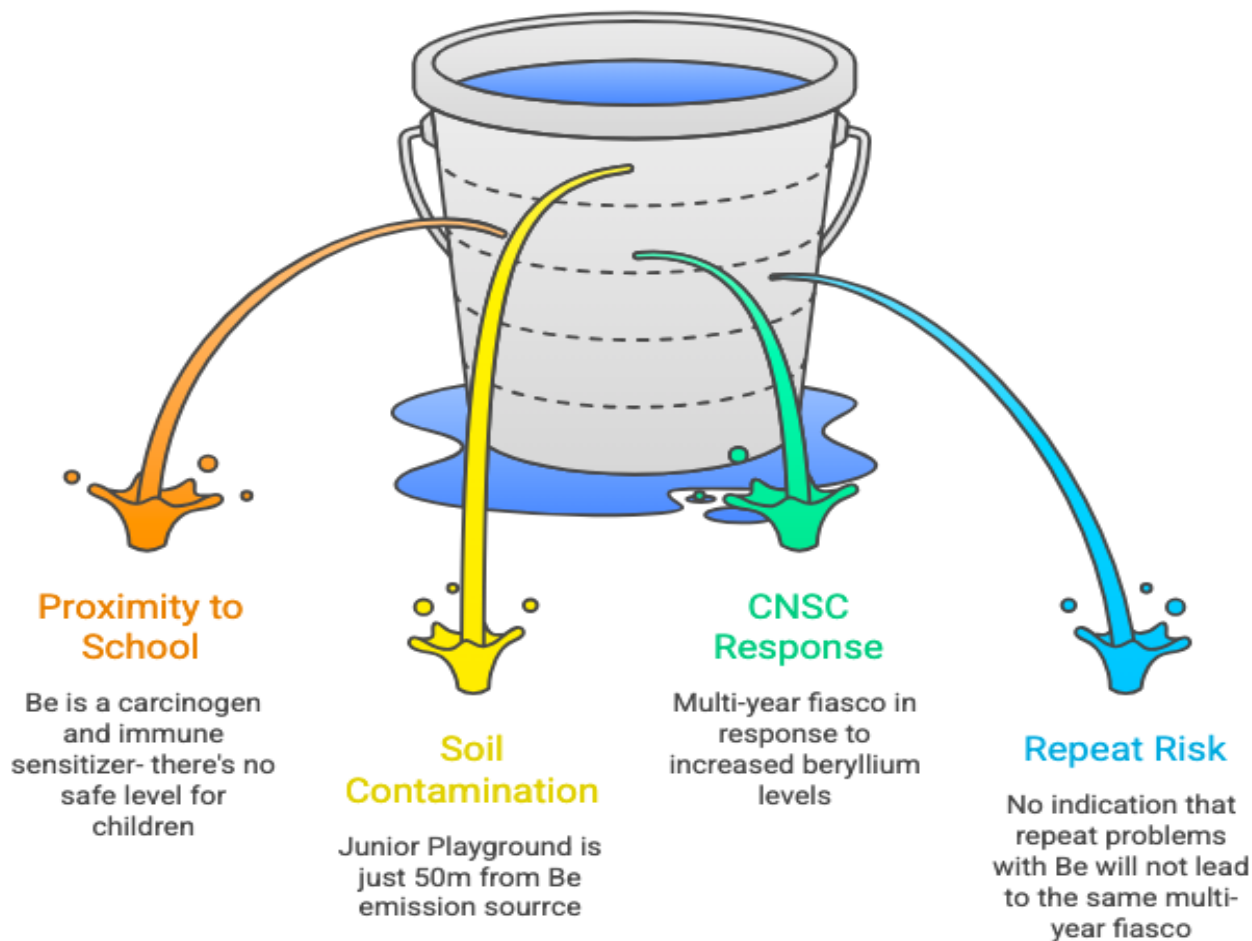 Proximity to
School
Be is a carcinogen
and immune
sensitizer- there's no
safe level for
children
Soil
Contamination
Junior Playground is
just 50m from Be
emission sourrce
CNSC
Response
Multi-year fiasco in
response to
increased beryllium
levels
Repeat Risk
No indication that
repeat problems
with Be will not lead
to the same multi-
year fiasco